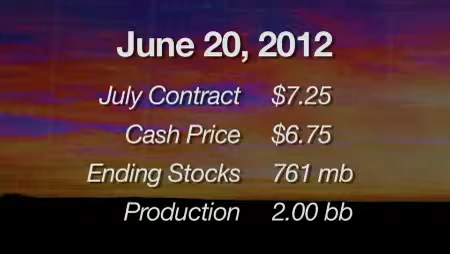 June 20, 2012
July Contract $7.25
Cash Price $6.75
Ending Stocks 761 mb
Production 2.00 bb